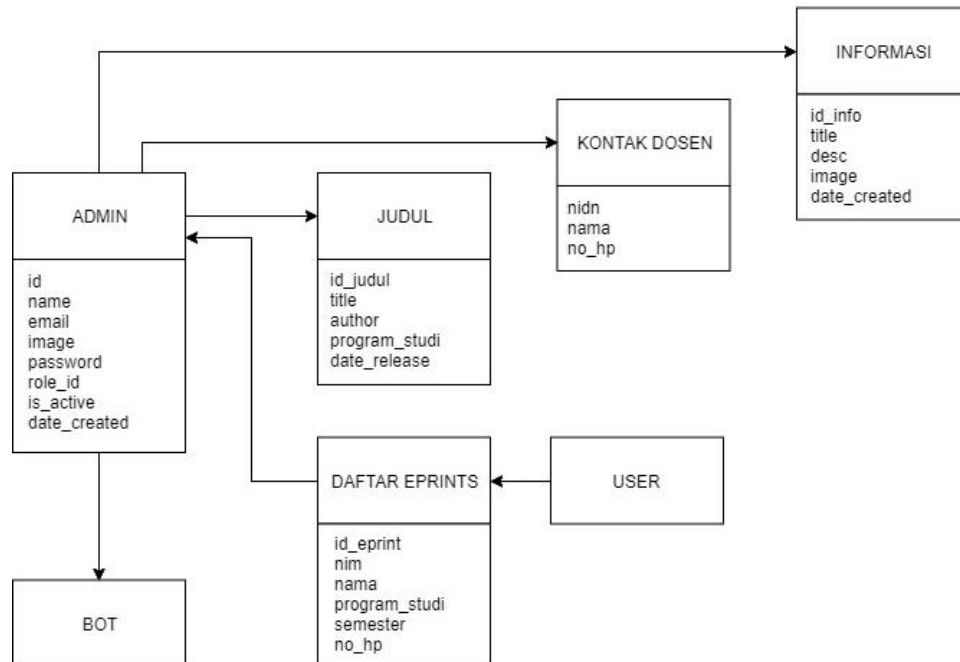 INFORMASI
id_info
title
desc
image
date_created
KONTAK DOSEN
nidn
nama
no_hp
ADMIN
id
name
email
image
password
role_id
is_active
date_created
JUDUL
id_judul
title
author
program_studi
date_release
DAFTAR EPRINTS
id_eprint
nim
nama
program_studi
semester
no_hp
USER
BOT